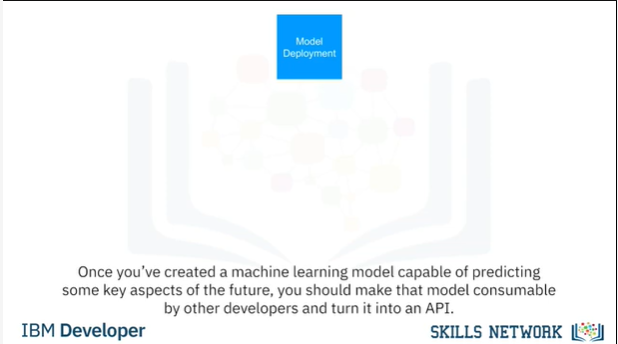 Model
Deployment
Once you've created a machine learning model capable of predicting
some key aspects of the future, you should make that model consumable
by other developers and turn it into an API.
IBM Developer
SKILLS NETWORK